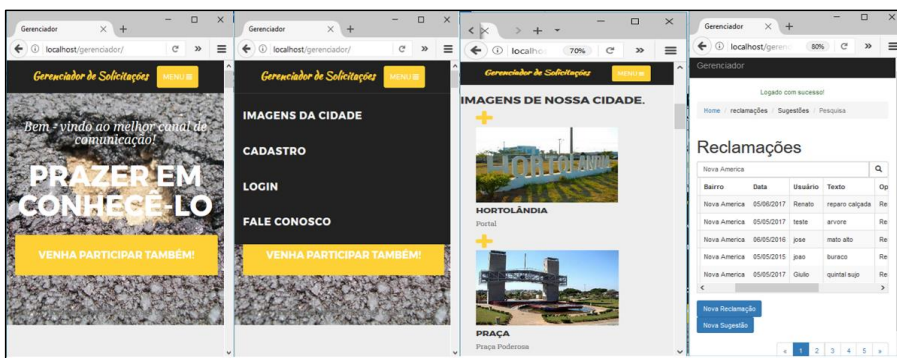 Gerenciador
localhost/gerenciador/
Gerenciador de Solicitações
MENU
Bem - vindo ao melhor canal de
comunicação!
PRAZER EM
CONHECÊ-LO
VENHA PARTICIPAR TAMBÉM!
Gerenciador
localhost/gerenciador/
Gerenciador de Solicitações
MENU
IMAGENS DA CIDADE
CADASTRO
LOGIN
FALE CONOSCO
VENHA PARTICIPAR TAMBÉM!
localhos
70%
Gerenciador de Solicitações
MENU
IMAGENS DE NOSSA CIDADE.
HORTOLÂNDIA
HORTOLÂNDIA
Portal
PRAÇA
Praça Poderosa
Gerenciador
localhost/geren
80%
Gerenciador
Logado com sucesso!
Home / reclamações / Sugestões / Pesquisa
Reclamações
Nova America
Bairro Data Usuário Texto Op
Nova America 05/06/2017 Renato reparo calçada Re
Nova America 05/05/2017 teste arvore Re
Nova America 06/05/2016 jose mato alto Re
Nova America 05/05/2015 joao buraco Re
Nova America 05/05/2017 Giulo quintal sujo Re
Nova Reclamação
Nova Sugestão
« 1 2 3 4 5 »